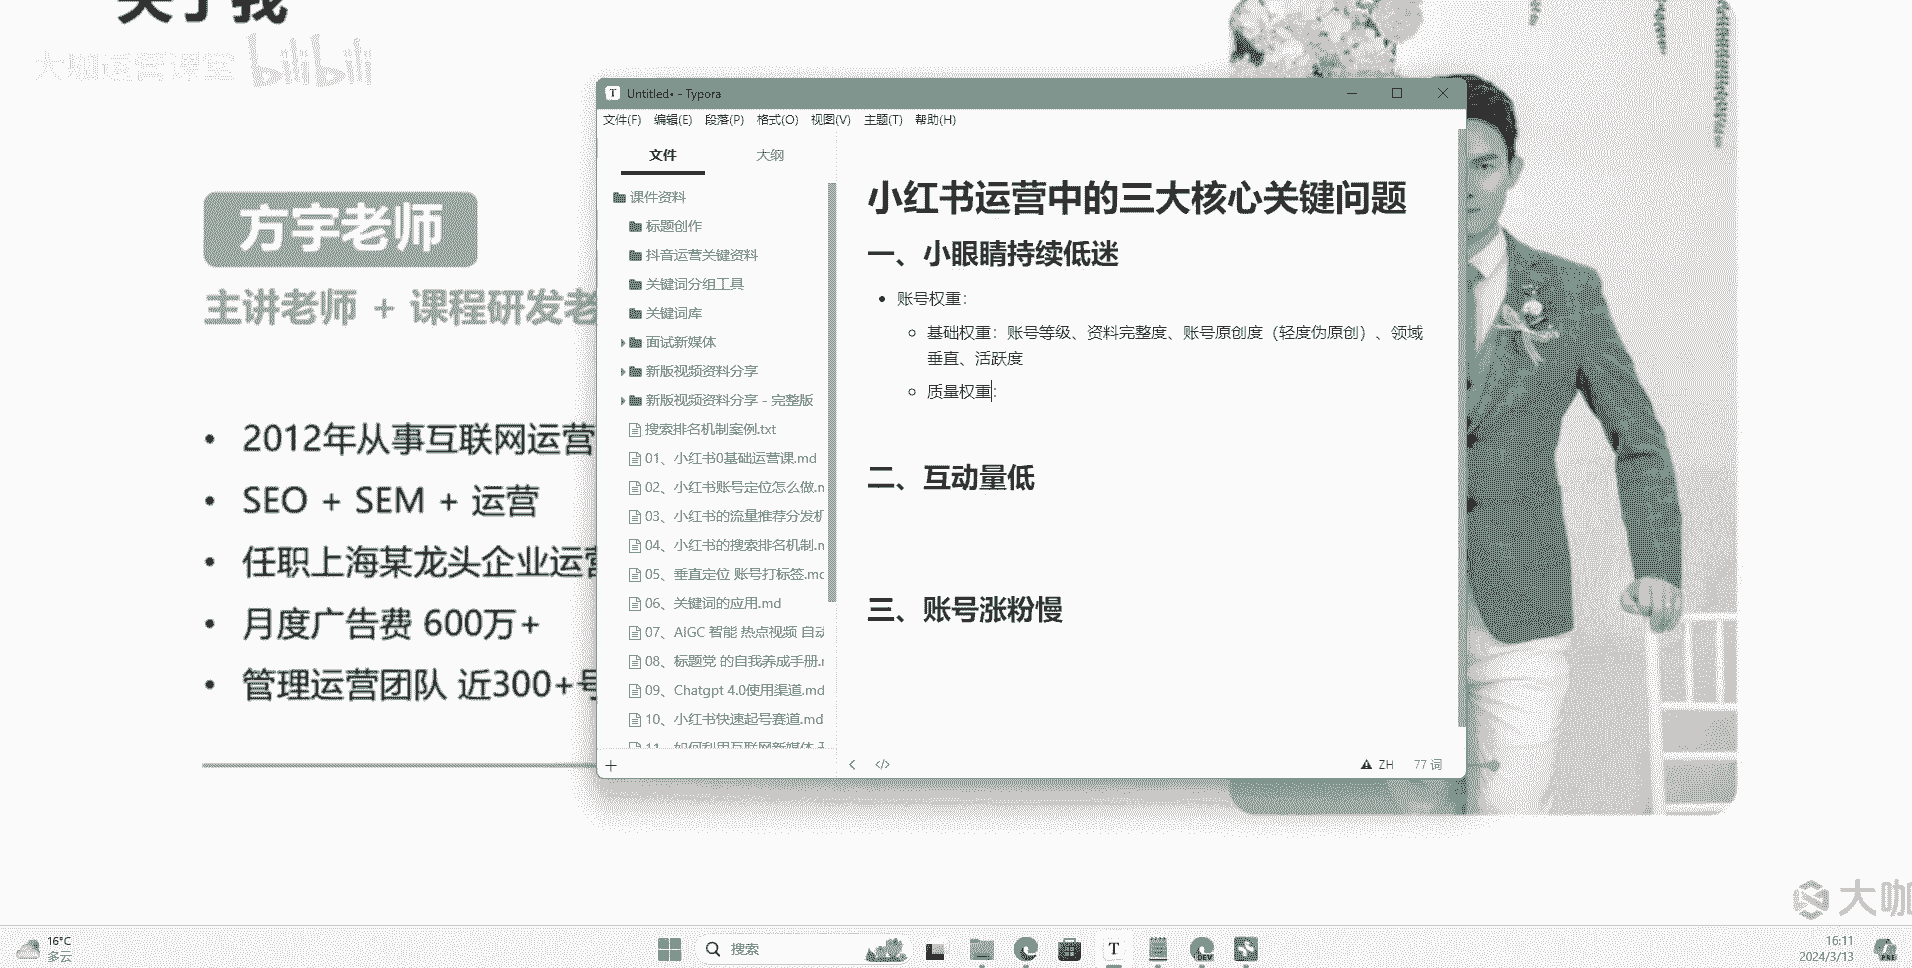 关于我
大咖运营课堂 bilibili
方宇老师
主讲老师 + 课程研发老
2012年从事互联网运营
SEO + SEM + 运营
任职上海某龙头企业运营
月度广告费 600万+
管理运营团队 近300+号
Untitled• - Typora
文件(F) 编辑(E) 段落(P) 格式(O) 视图(V) 主题(T) 帮助(H)
文件 大纲
课件资料
标题创作
抖音运营关键资料
关键词分组工具
关键词库
面试新媒体
新版视频资料分享
新版视频资料分享 - 完整版
搜索排名机制案例.txt
01、小红书0基础运营课.md
02、小红书账号定位怎么做.m
03、小红书的流量推荐分发机
04、小红书的搜索排名机制.m
05、垂直定位 账号打标签.mc
06、关键词的应用.md
07、AIGC 智能 热点视频 自动
08、标题党 的自我养成手册.r
09、Chatgpt 4.0使用渠道.md
10、小红书快速起号赛道.md
11、如何利用互联网新媒体
小红书运营中的三大核心关键问题
一、小眼睛持续低迷
账号权重：
基础权重：账号等级、资料完整度、账号原创度（轻度伪原创）、领域
垂直、活跃度
质量权重：
二、互动量低
三、账号涨粉慢
ZH 77 词
大咖
16°C
多云
搜索
T
DEV
16:11
2024/3/13
PRE